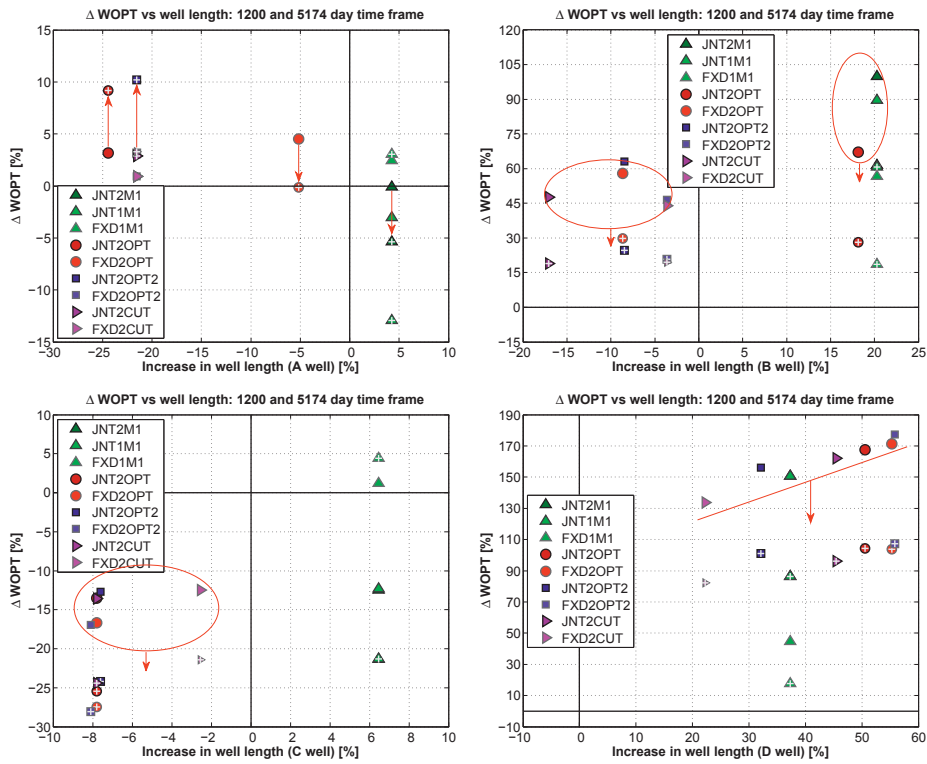 Δ WOPT vs well length: 1200 and 5174 day time frame
Δ WOPT [%]
15
10
5
0
−5
−10
−15
JNT2M1
JNT1M1
FXD1M1
JNT2OPT
FXD2OPT
JNT2OPT2
FXD2OPT2
JNT2CUT
FXD2CUT
−30 −25 −20 −15 −10 −5 0 5 10
Increase in well length (A well) [%]
Δ WOPT vs well length: 1200 and 5174 day time frame
Δ WOPT [%]
120
105
90
75
60
45
30
15
0
−15
JNT2M1
JNT1M1
FXD1M1
JNT2OPT
FXD2OPT
JNT2OPT2
FXD2OPT2
JNT2CUT
FXD2CUT
−20 −15 −10 −5 0 5 10 15 20 25
Increase in well length (B well) [%]
Δ WOPT vs well length: 1200 and 5174 day time frame
Δ WOPT [%]
10
5
0
−5
−10
−15
−20
−25
−30
JNT2M1
JNT1M1
FXD1M1
JNT2OPT
FXD2OPT
JNT2OPT2
FXD2OPT2
JNT2CUT
FXD2CUT
−10 −8 −6 −4 −2 0 2 4 6 8
Increase in well length (C well) [%]
Δ WOPT vs well length: 1200 and 5174 day time frame
Δ WOPT [%]
190
170
150
130
110
90
70
50
30
10
−10
JNT2M1
JNT1M1
FXD1M1
JNT2OPT
FXD2OPT
JNT2OPT2
FXD2OPT2
JNT2CUT
FXD2CUT
−10 0 10 20 30 40 50 60
Increase in well length (D well) [%]